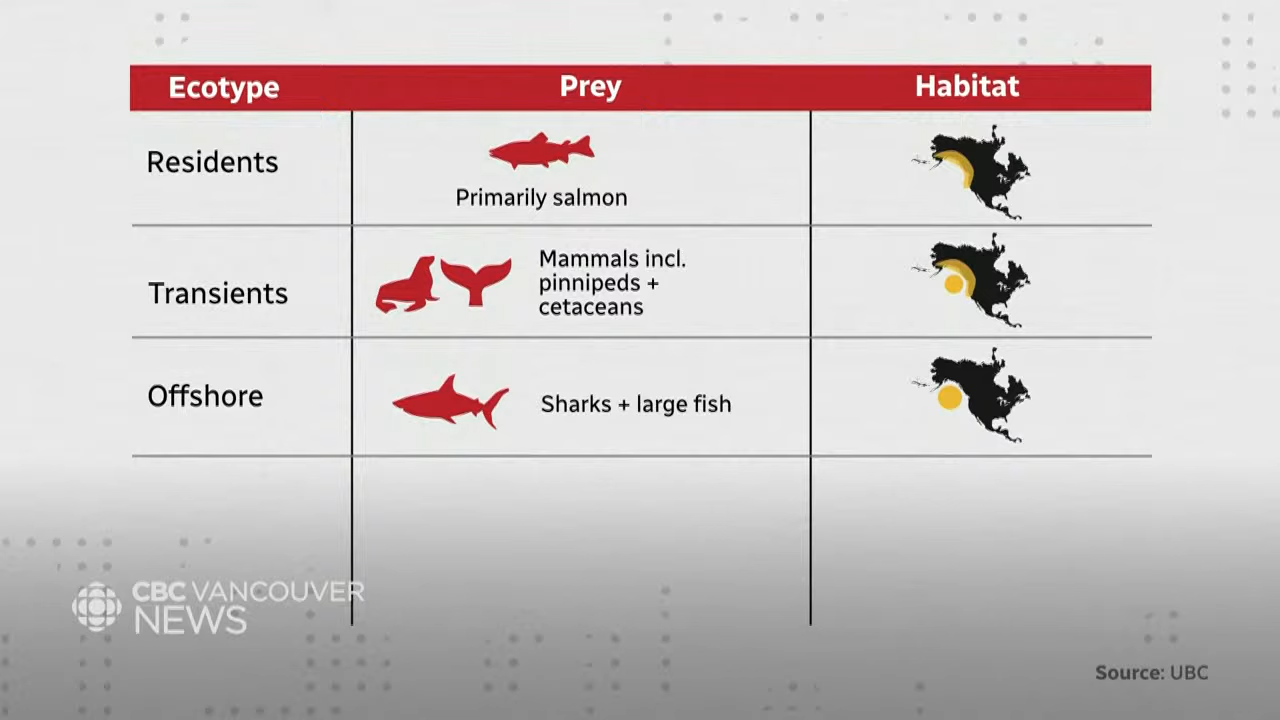 Ecotype Prey Habitat
Residents
Primarily salmon
Transients
Mammals incl.
pinnipeds +
cetaceans
Offshore
Sharks + large fish
CBC VANCOUVER
NEWS
Source: UBC